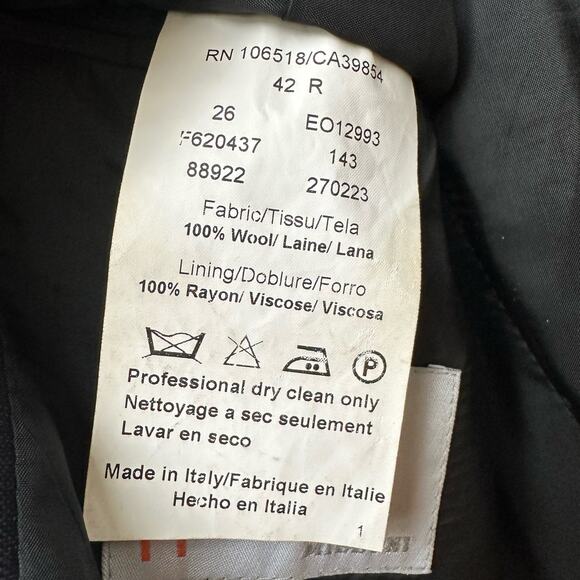 RN 106518/CA39854
42 R
26 EO12993
F620437 143
88922 270223
Fabric/Tissu/Tela
100% Wool/ Laine/ Lana
Lining/Doblure/Forro
100% Rayon/ Viscose/ Viscosa
P
Professional dry clean only
Nettoyage a sec seulement
Lavar en seco
Made in Italy/Fabrique en Italie
Hecho en Italia
1